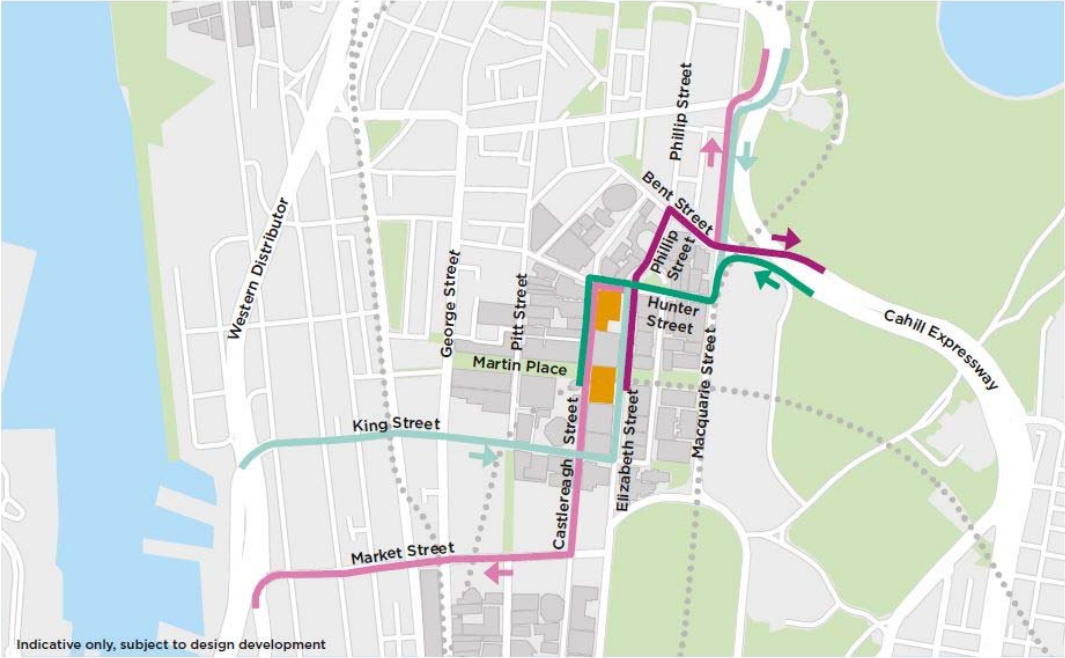 Phillip Street
Bent Street
Western Distributor
Phillip
Street
George Street
Pitt Street
Hunter
Street
Cahill Expressway
Martin Place
Macquarie Street
King Street
Castlereagh Street
Elizabeth Street
Market Street
Indicative only, subject to design development